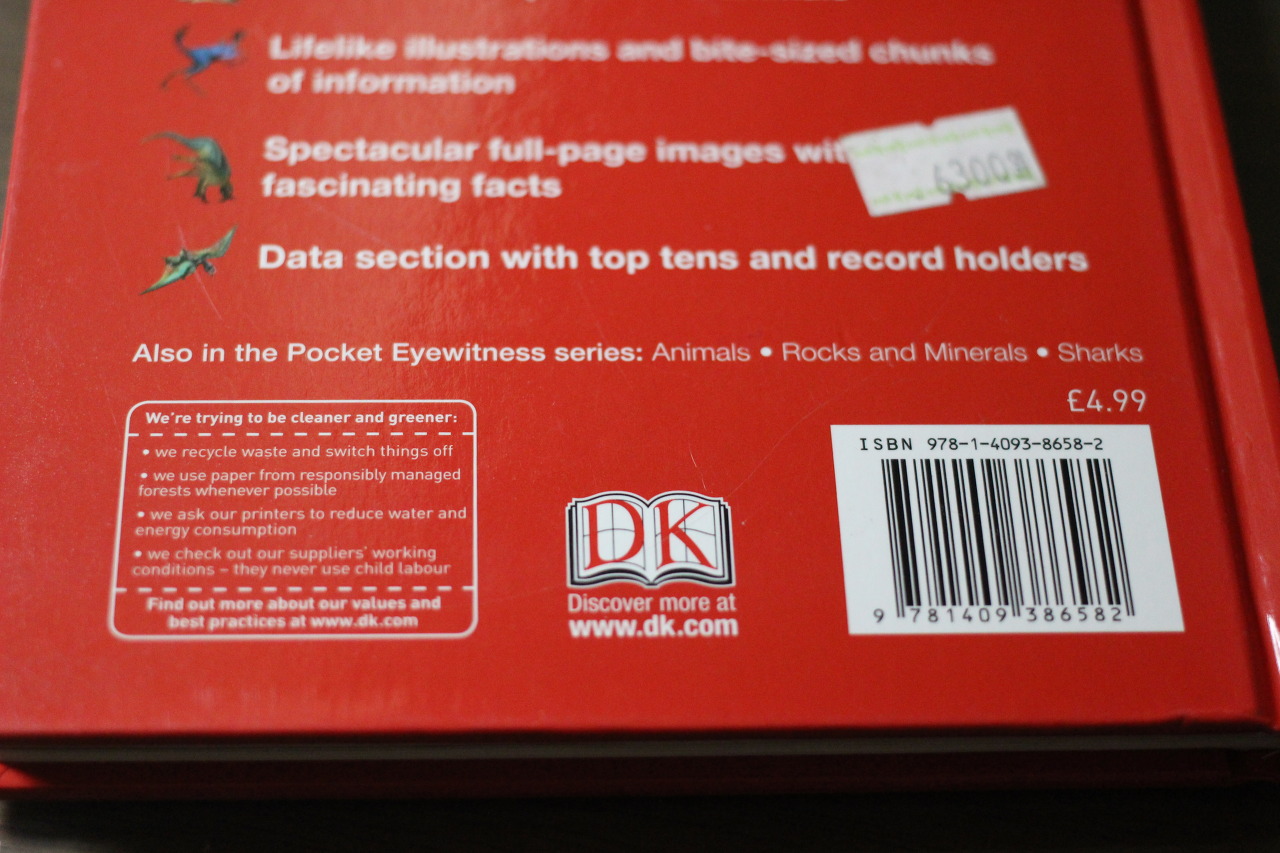 Lifelike illustrations and bite-sized chunks
of information
Spectacular full-page images
fascinating facts
Data section with top tens and record holders
Also in the Pocket Eyewitness series: Animals • Rocks and Minerals • Sharks
£4.99
We're trying to be cleaner and greener:
• we recycle waste and switch things off
• we use paper from responsibly managed
forests whenever possible
• we ask our printers to reduce water and
energy consumption
• we check out our suppliers' working
conditions – they never use child labour
Find out more about our values and
best practices at www.dk.com
DK
Discover more at
www.dk.com
ISBN 978-1-4093-8658-2
9 781409 386582